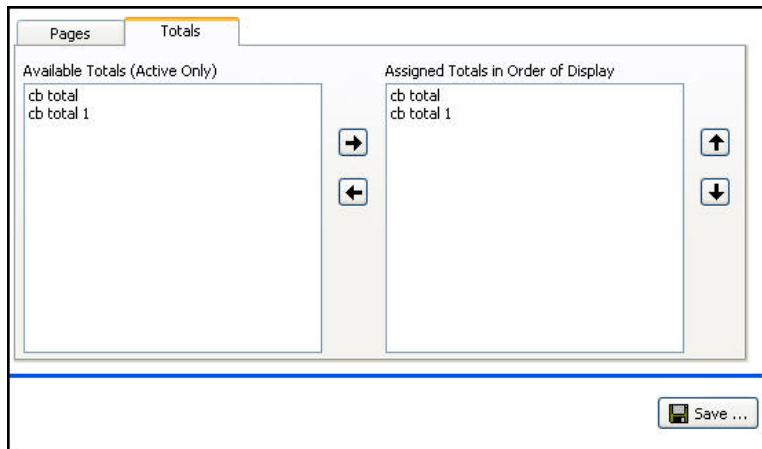 Pages Totals
Available Totals (Active Only) Assigned Totals in Order of Display
cb total cb total
cb total 1 cb total 1
Save ...